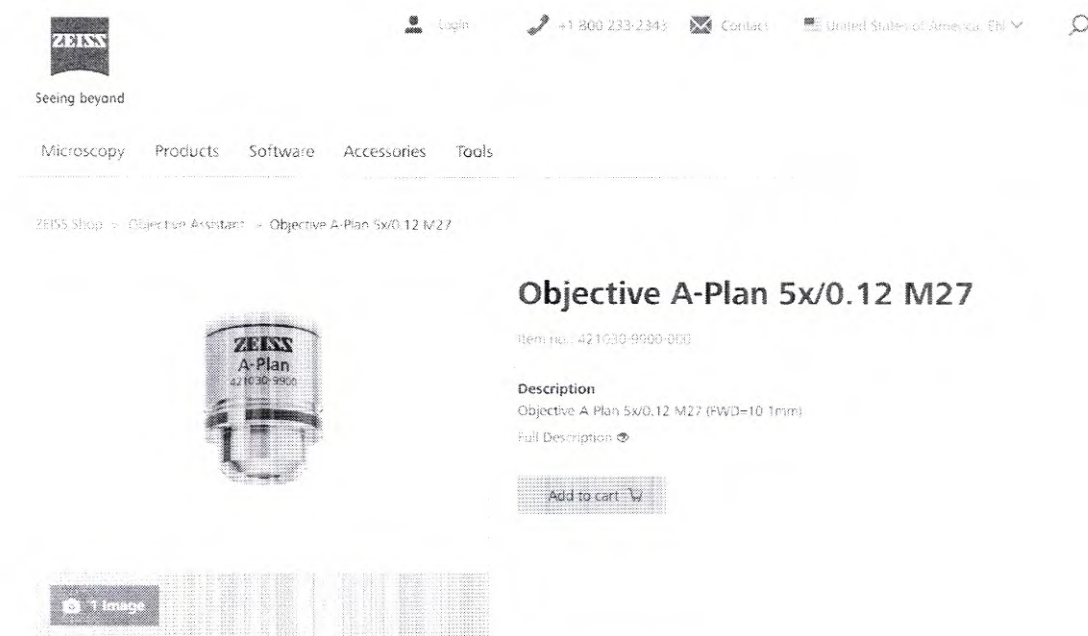 ZEISS
Seeing beyond
Login
+1 800 233-2343
Contact
United States of America, EN
Microscopy Products Software Accessories Tools
ZEISS Shop > Objective Assistant > Objective A-Plan 5x/0.12 M27
ZEISS
A-Plan
421030-9900
Objective A-Plan 5x/0.12 M27
Item no.: 421030-9900-000
Description
Objective A-Plan 5x/0.12 M27 (FWD=10.1mm)
Full Description
Add to cart
1 Image